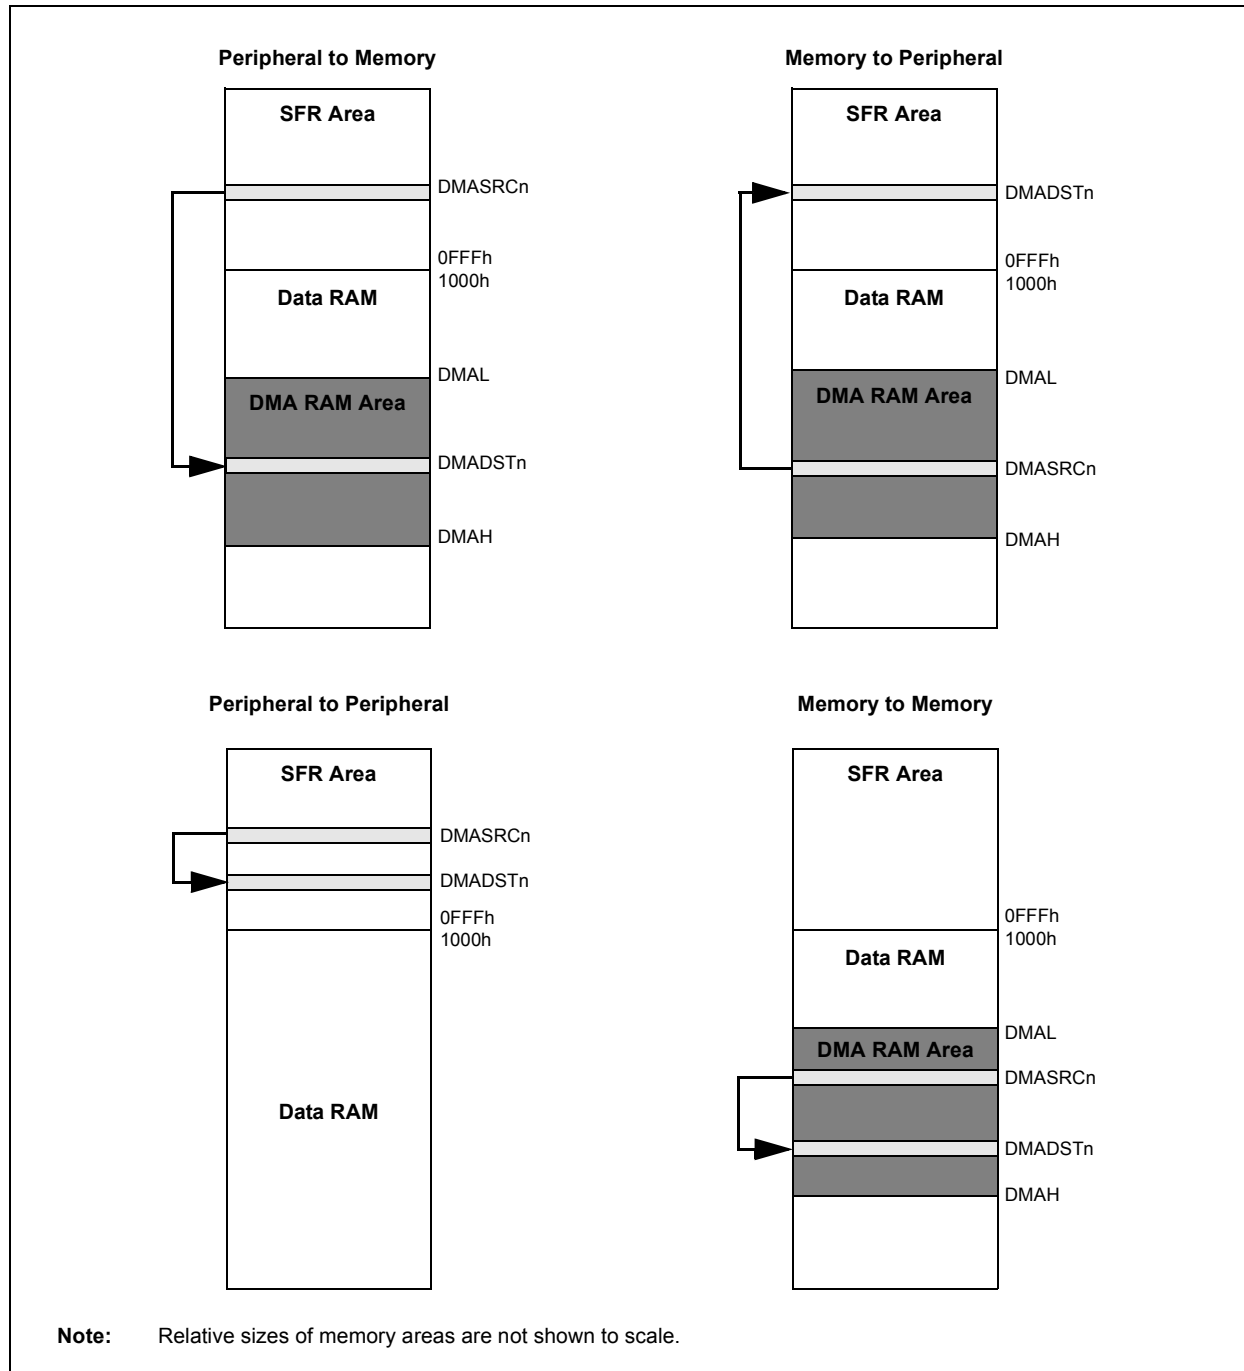 Peripheral to Memory
SFR Area
DMASRCn
0FFFh
1000h
Data RAM
DMAL
DMA RAM Area
DMADSTn
DMAH
Memory to Peripheral
SFR Area
DMADSTn
0FFFh
1000h
Data RAM
DMAL
DMA RAM Area
DMASRCn
DMAH
Peripheral to Peripheral
SFR Area
DMASRCn
DMADSTn
0FFFh
1000h
Data RAM
Memory to Memory
SFR Area
0FFFh
1000h
Data RAM
DMAL
DMA RAM Area
DMASRCn
DMADSTn
DMAH
Note: Relative sizes of memory areas are not shown to scale.